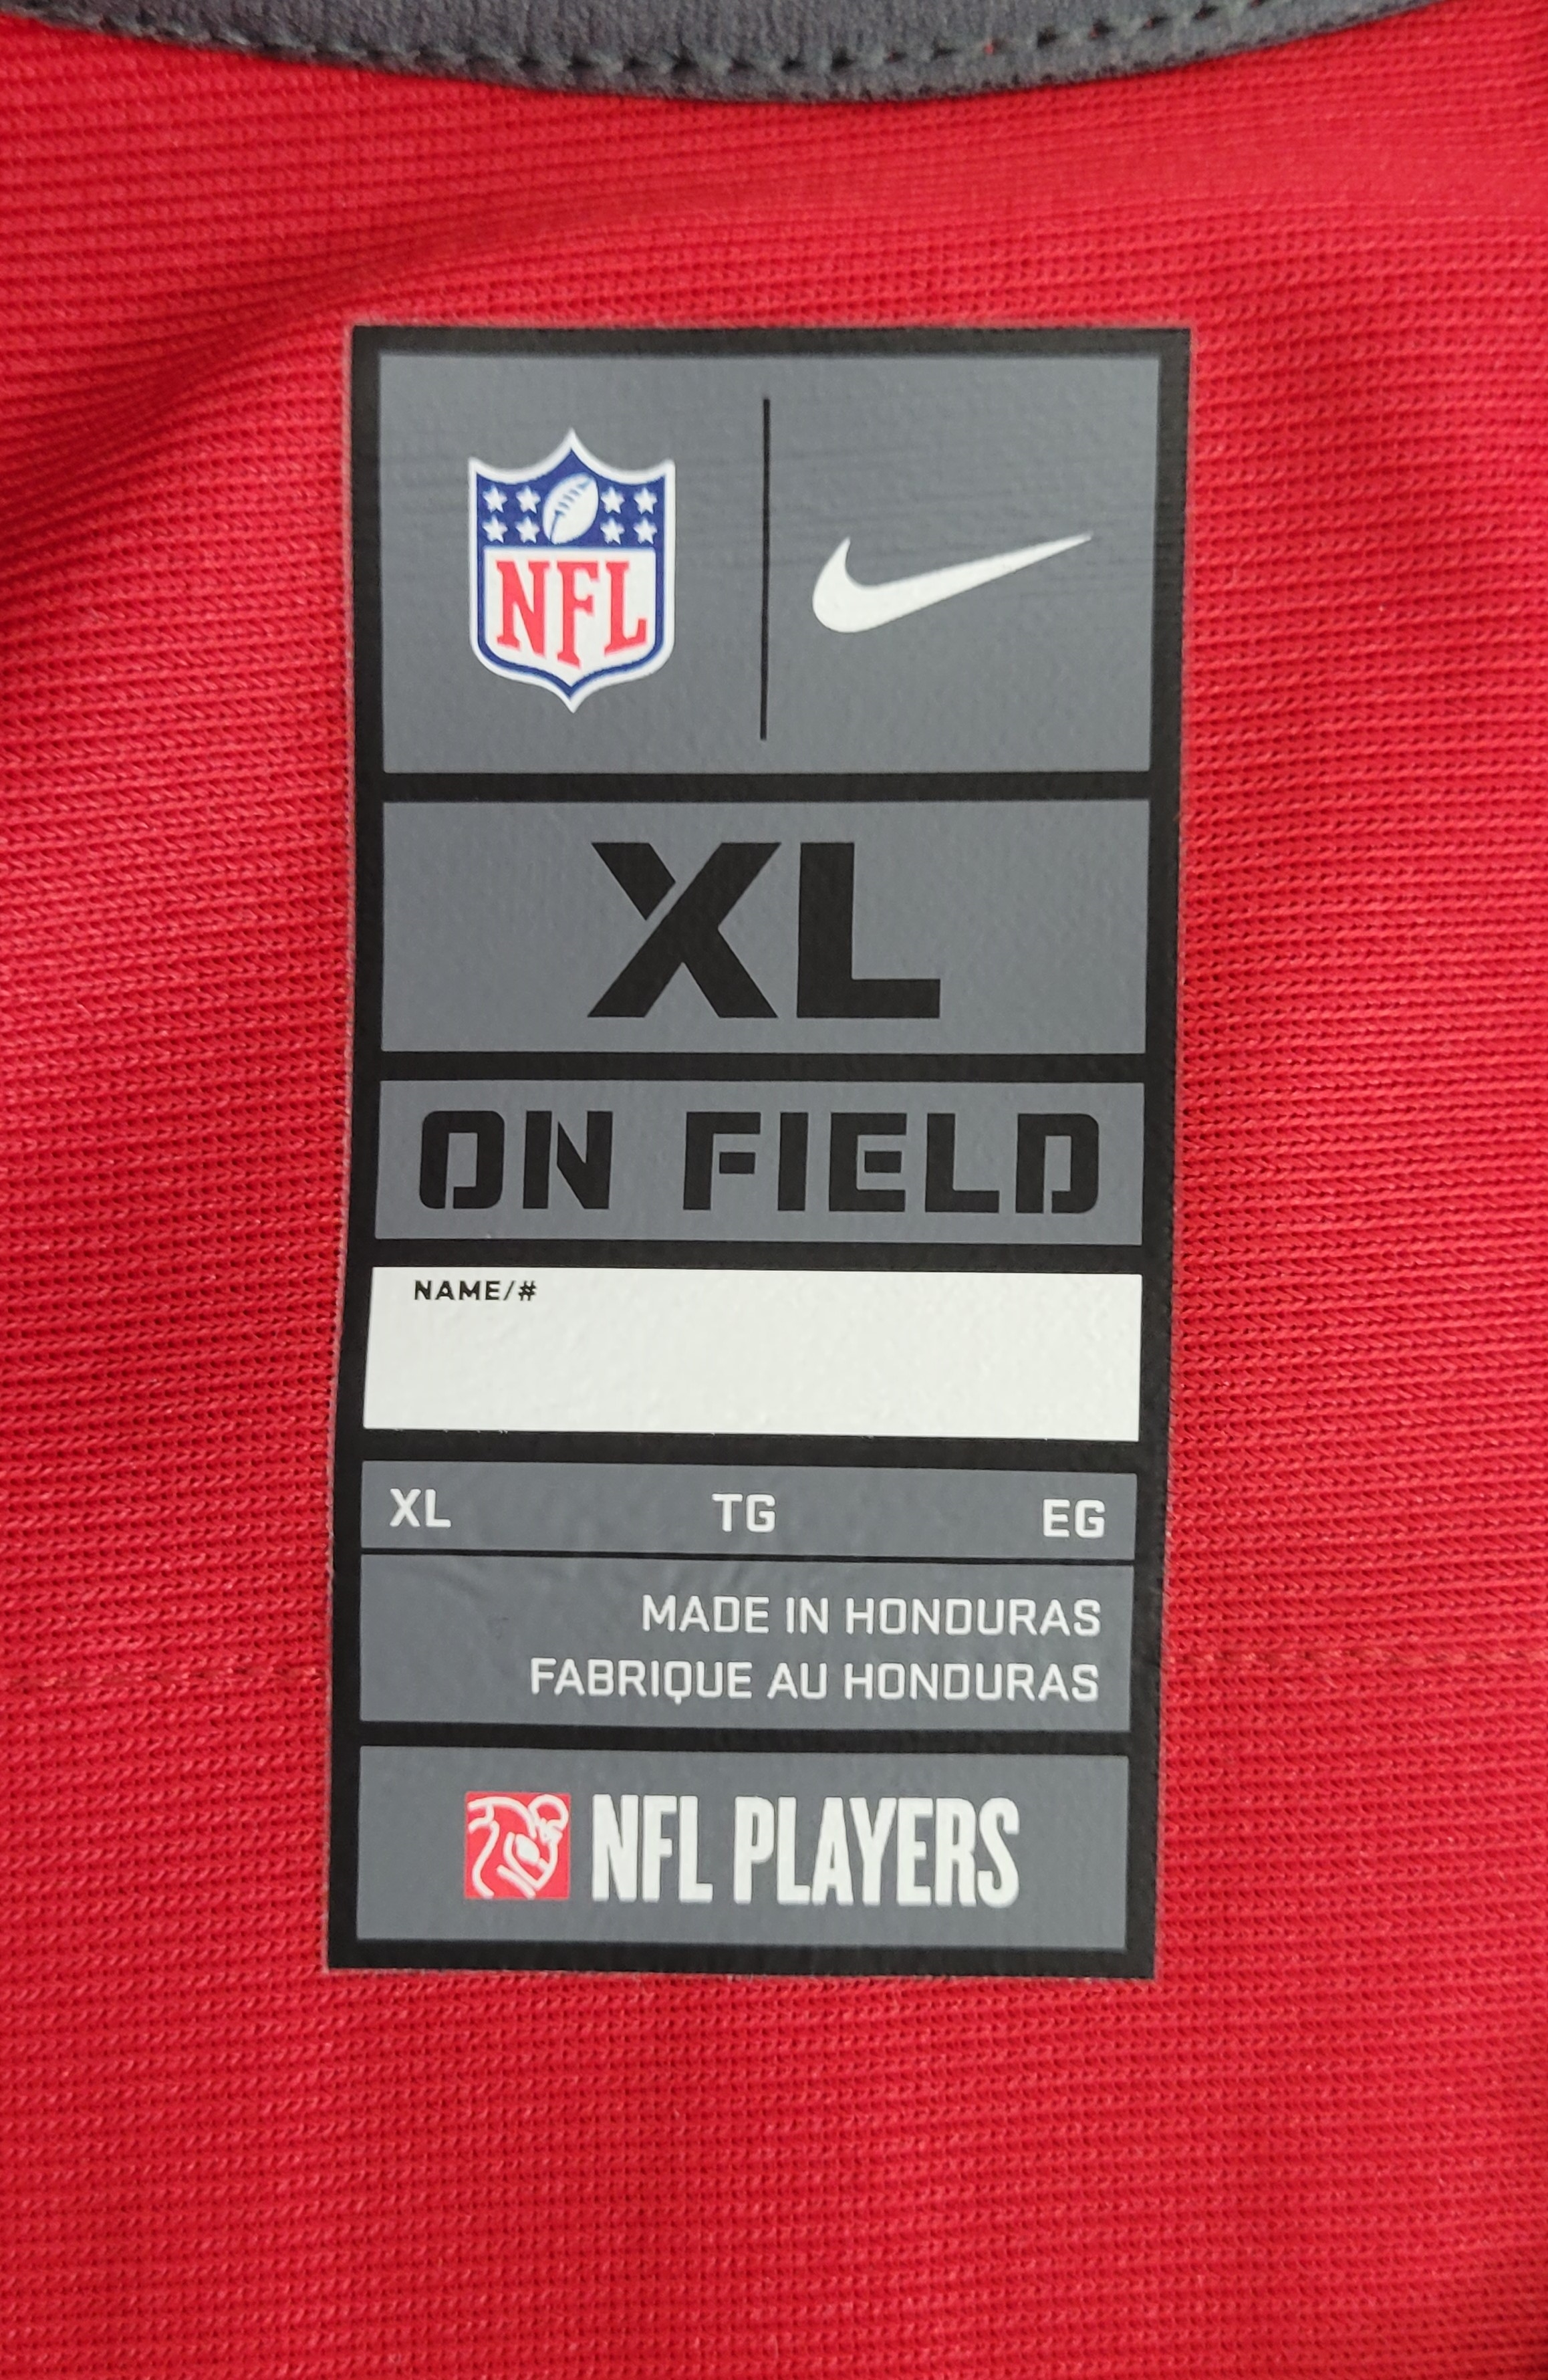 NFL
XL
ON FIELD
NAME/#
XL TG EG
MADE IN HONDURAS
FABRIQUE AU HONDURAS
NFL PLAYERS